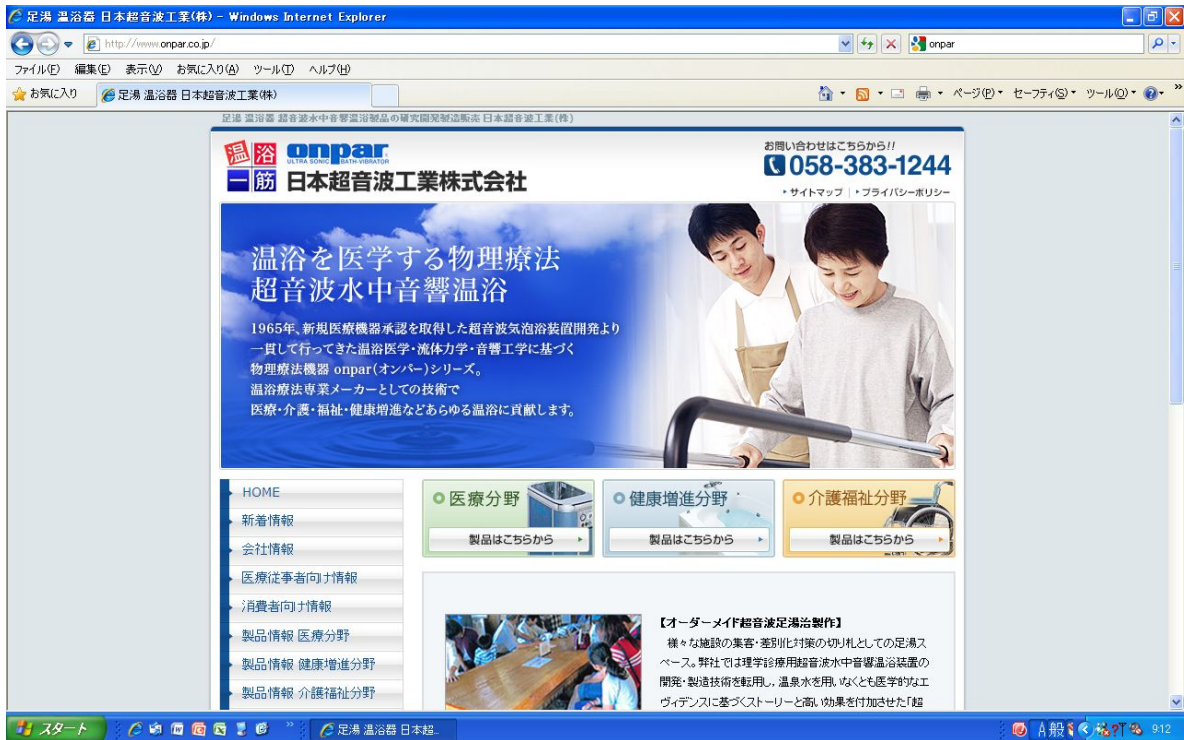 足湯 温浴器 日本超音波工業(株) - Windows Internet Explorer
http://www.onpar.co.jp/
onpar
ファイル(F) 編集(E) 表示(V) お気に入り(A) ツール(T) ヘルプ(H)
お気に入り 足湯 温浴器 日本超音波工業(株) ページ(P) セーフティ(S) ツール(O)
足湯 温浴器 超音波水中音響温浴製品の研究開発製造販売 日本超音波工業(株)
温浴一筋
onpar
ULTRA SONIC BATH-VIBRATOR
日本超音波工業株式会社
お問い合わせはこちらから!!
058-383-1244
サイトマップ プライバシーポリシー
温浴を医学する物理療法
超音波水中音響温浴
1965年、新規医療機器承認を取得した超音波気泡浴装置開発より
一貫して行ってきた温浴医学・流体力学・音響工学に基づく
物理療法機器 onpar(オンパー)シリーズ。
温浴療法専業メーカーとしての技術で
医療・介護・福祉・健康増進などあらゆる温浴に貢献します。
HOME
新着情報
会社情報
医療従事者向け情報
消費者向け情報
製品情報 医療分野
製品情報 健康増進分野
製品情報 介護福祉分野
医療分野
製品はこちらから
健康増進分野
製品はこちらから
介護福祉分野
製品はこちらから
【オーダーメイド超音波足湯治製作】
様々な施設の集客・差別化対策の切り札としての足湯ス
ペース。弊社では理学診療用超音波水中音響温浴装置の
開発・製造技術を転用し、温泉水を用いなくとも医学的なエ
ヴィデンスに基づくストーリーと高い効果を付加させた「超
スタート 足湯 温浴器 日本超... A 般 9:12